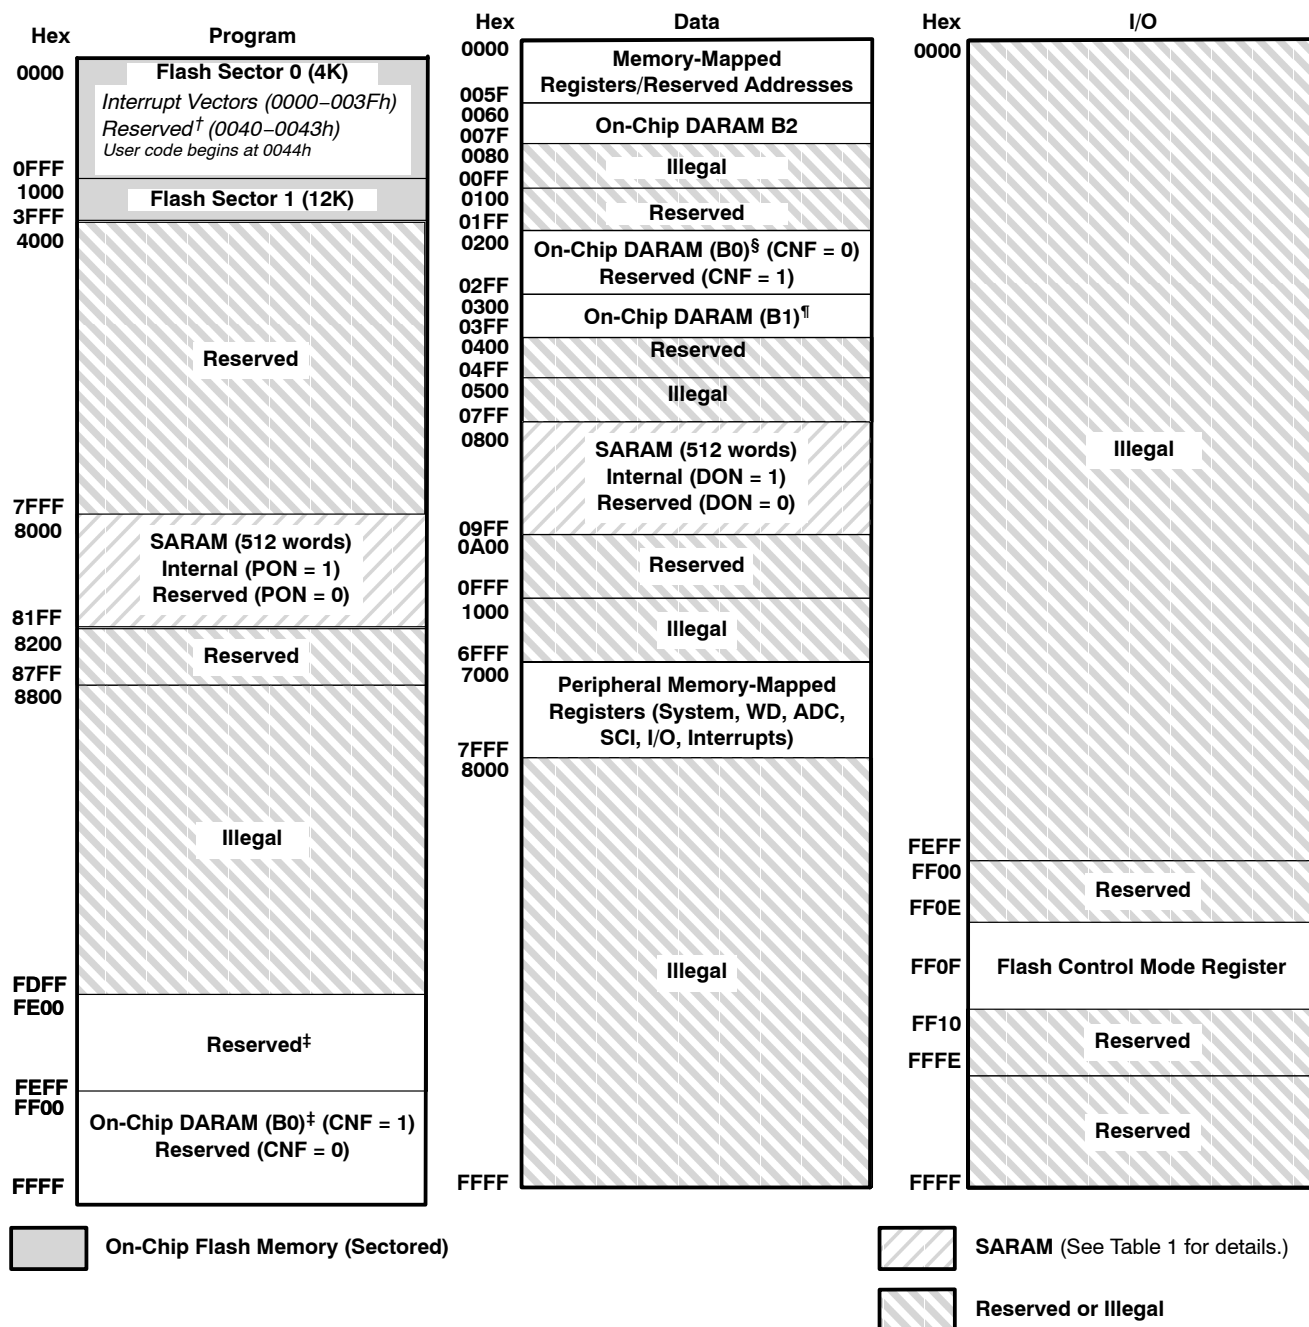 Hex Program
0000 Flash Sector 0 (4K)
Interrupt Vectors (0000–003Fh)
Reserved† (0040–0043h)
User code begins at 0044h
0FFF
1000 Flash Sector 1 (12K)
3FFF
4000
Reserved
7FFF
8000 SARAM (512 words)
Internal (PON = 1)
Reserved (PON = 0)
81FF
8200 Reserved
87FF
8800
Illegal
FDFF
FE00
Reserved‡
FEFF
FF00
On-Chip DARAM (B0)‡ (CNF = 1)
Reserved (CNF = 0)
FFFF
Hex Data
0000 Memory-Mapped
Registers/Reserved Addresses
005F
0060
On-Chip DARAM B2
007F
0080
Illegal
00FF
0100
Reserved
01FF
0200 On-Chip DARAM (B0)§ (CNF = 0)
Reserved (CNF = 1)
02FF
0300
On-Chip DARAM (B1)¶
03FF
0400 Reserved
04FF
0500 Illegal
07FF
0800 SARAM (512 words)
Internal (DON = 1)
Reserved (DON = 0)
09FF
0A00
Reserved
0FFF
1000
Illegal
6FFF
7000 Peripheral Memory-Mapped
Registers (System, WD, ADC,
SCI, I/O, Interrupts)
7FFF
8000
Illegal
FFFF
Hex I/O
0000
Illegal
FEFF
FF00
Reserved
FF0E
FF0F Flash Control Mode Register
FF10
Reserved
FFFE
Reserved
FFFF
On-Chip Flash Memory (Sectored)
SARAM (See Table 1 for details.)
Reserved or Illegal